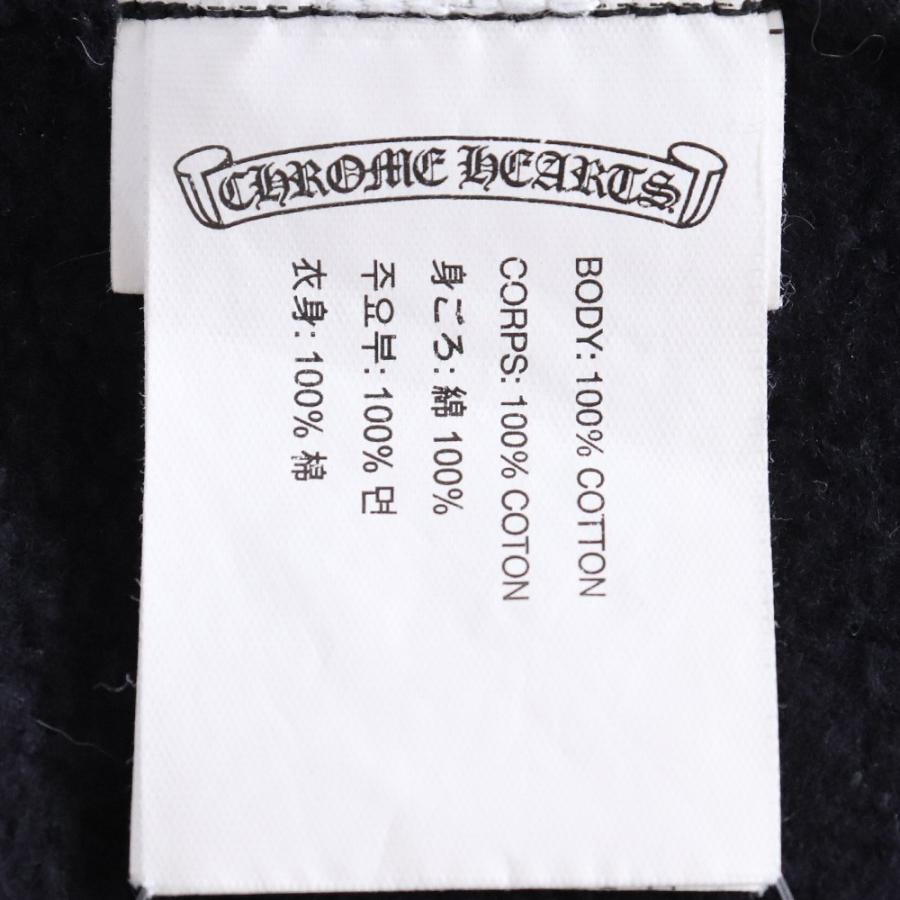 CHROME HEARTS
BODY: 100% COTTON
CORPS: 100% COTON
身ごろ: 綿 100%
주요부: 100% 면
衣身: 100% 棉